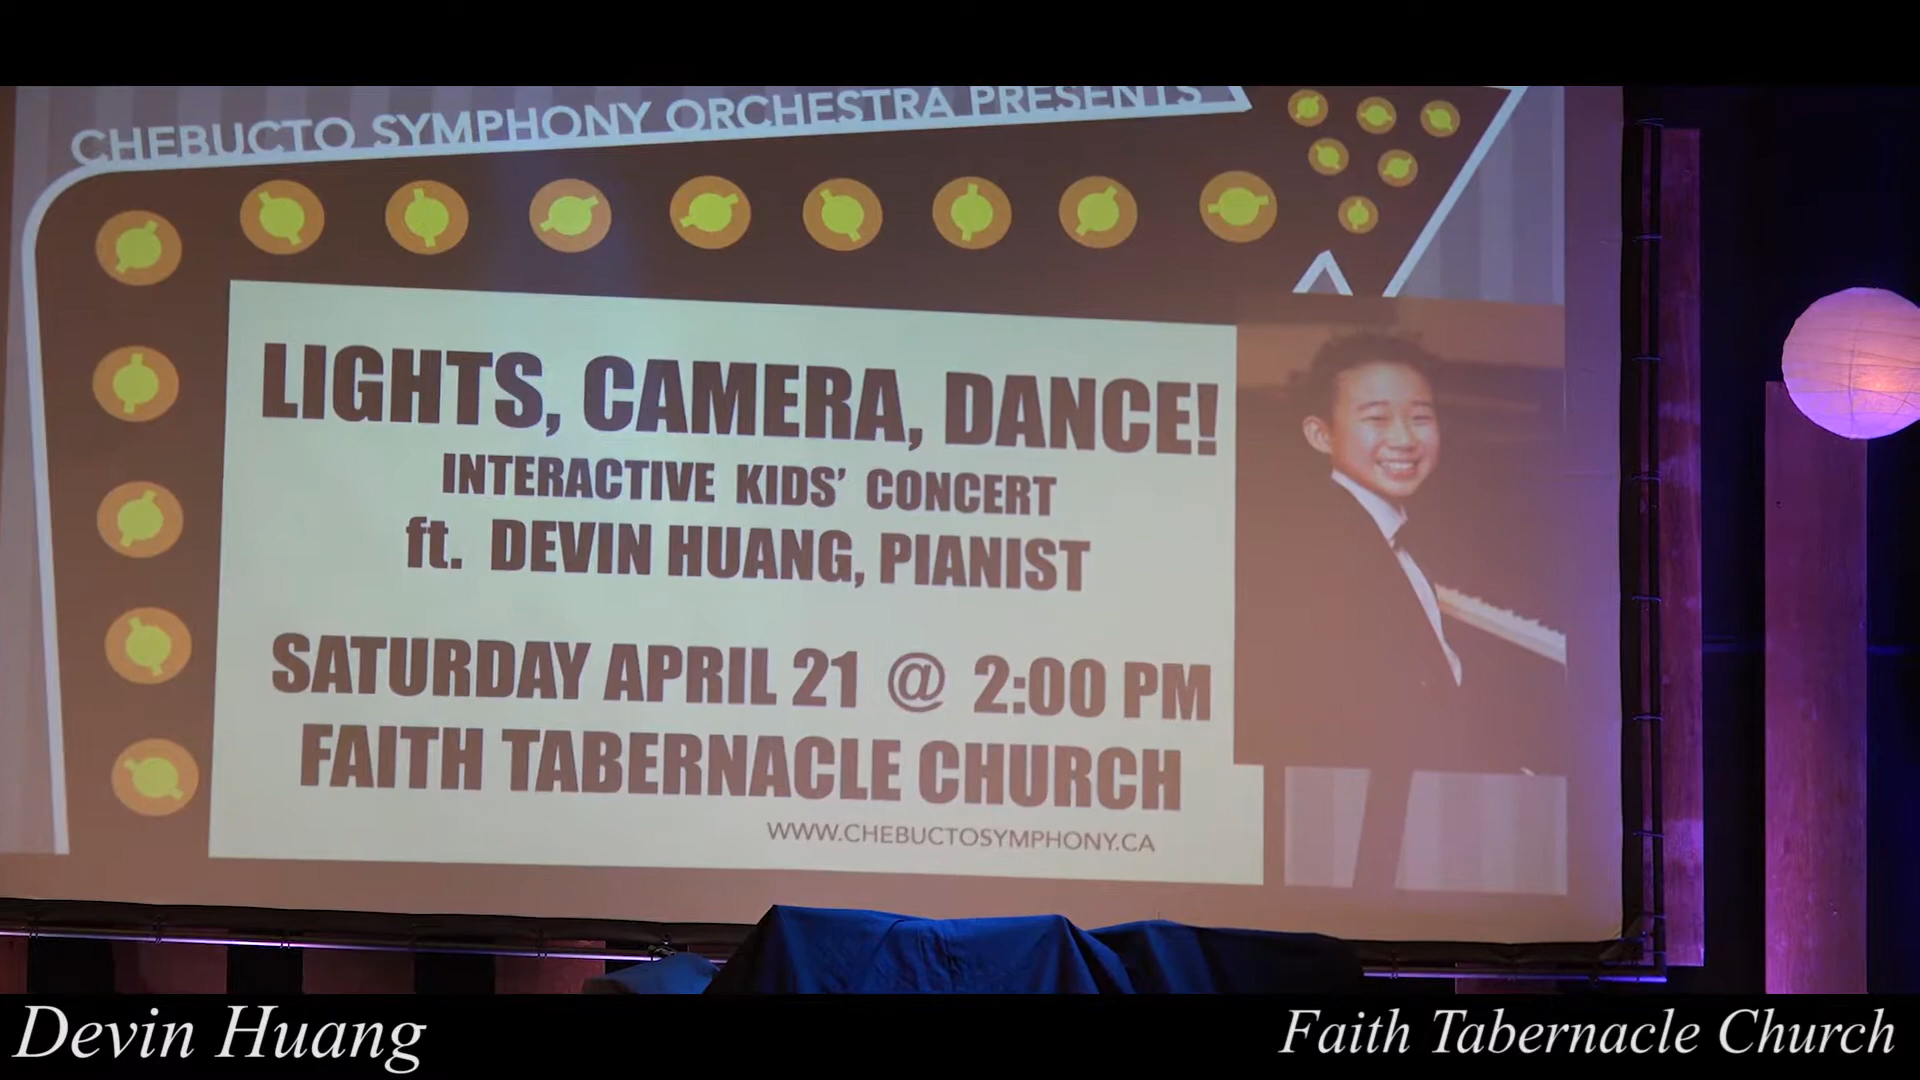 CHEBUCTO SYMPHONY ORCHESTRA PRESENTS
LIGHTS, CAMERA, DANCE!
INTERACTIVE KIDS' CONCERT
ft. DEVIN HUANG, PIANIST
SATURDAY APRIL 21 @ 2:00 PM
FAITH TABERNACLE CHURCH
WWW.CHEBUCTOSYMPHONY.CA
Devin Huang
Faith Tabernacle Church